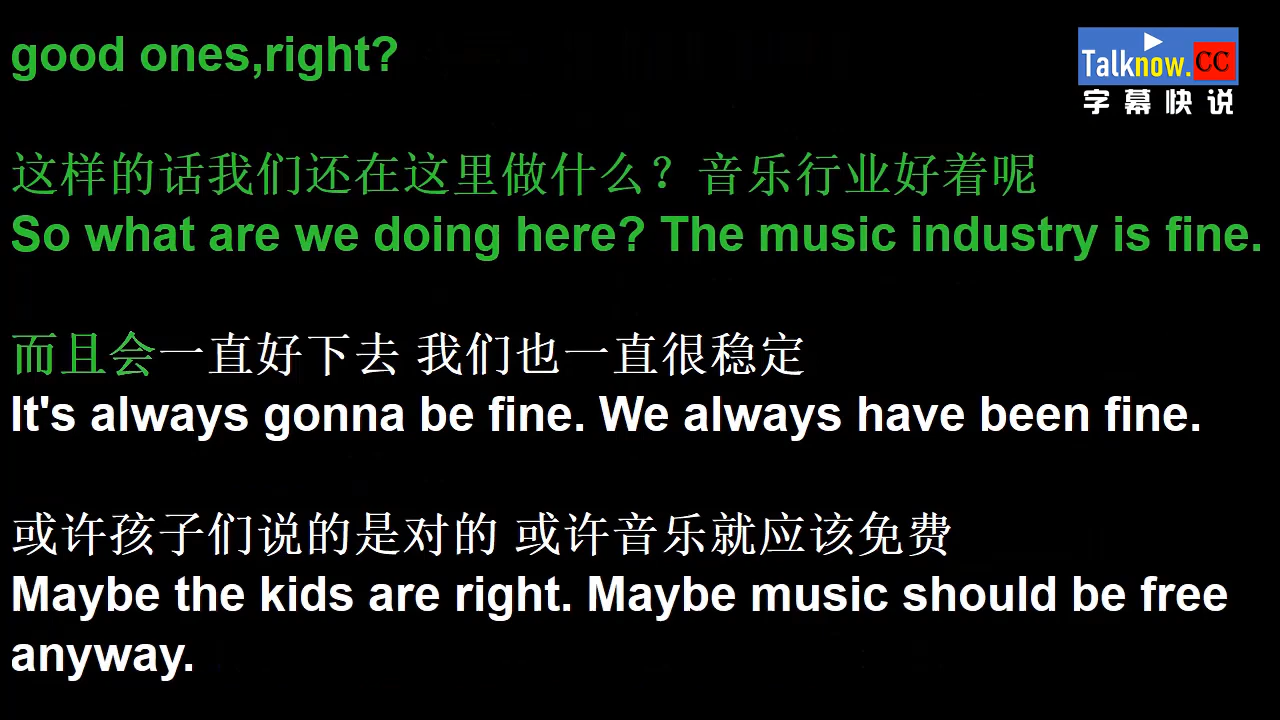 good ones,right?
Talknow.CC
字幕快说
这样的话我们还在这里做什么？音乐行业好着呢
So what are we doing here? The music industry is fine.
而且会一直好下去 我们也一直很稳定
It's always gonna be fine. We always have been fine.
或许孩子们说的是对的 或许音乐就应该免费
Maybe the kids are right. Maybe music should be free
anyway.